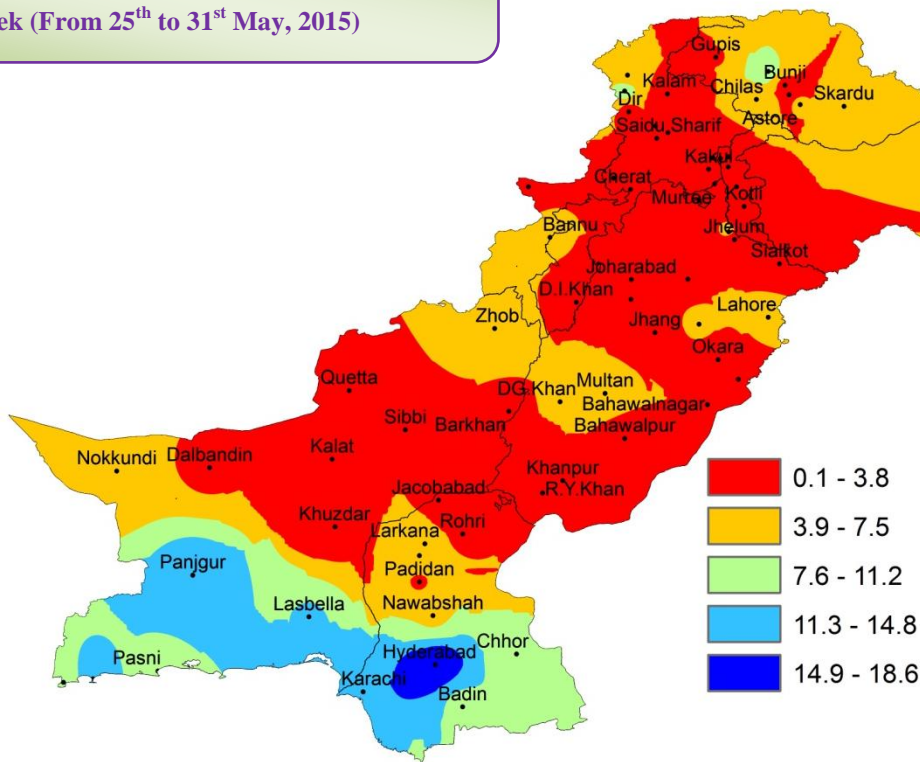 ek (From 25th to 31st May, 2015)
Gupis
Bunji
Kalam
Chilas
Skardu
Dir
Astore
Saidu Sharif
Kakul
Cherat
Murree
Kotli
Bannu
Jhelum
Sialkot
Joharabad
D.I.Khan
Lahore
Zhob
Jhang
Okara
Quetta
DG.Khan
Multan
Bahawalnagar
Sibbi
Barkhan
Bahawalpur
Kalat
Nokkundi
Dalbandin
Khanpur
R.Y.Khan
Jacobabad
Khuzdar
Rohri
Larkana
Panjgur
Padidan
Lasbella
Nawabshah
Chhor
Hyderabad
Pasni
Karachi
Badin
0.1 - 3.8
3.9 - 7.5
7.6 - 11.2
11.3 - 14.8
14.9 - 18.6